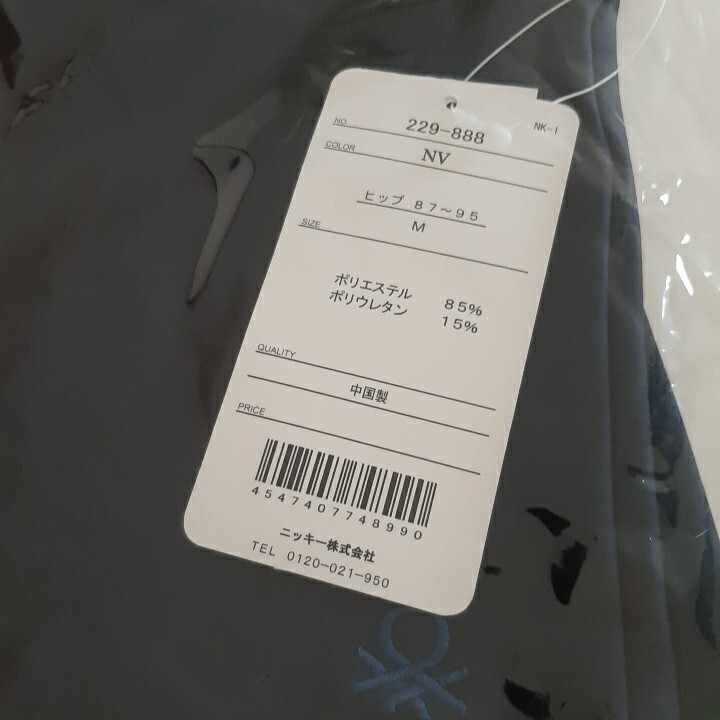 NK-I
NO. 229-888
COLOR NV
ヒップ 87～95
SIZE M
ポリエステル 85%
ポリウレタン 15%
QUALITY
中国製
PRICE
4547407748990
ニッキー株式会社
TEL 0120-021-950